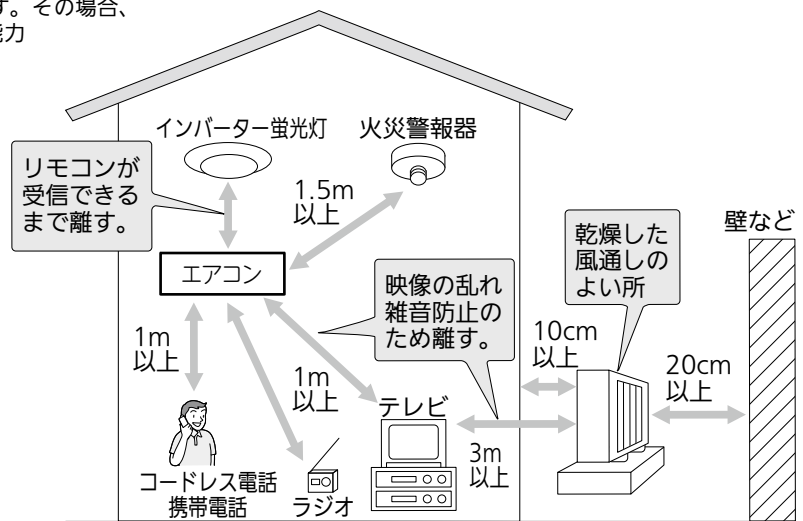 す。その場合、
能力
インバーター蛍光灯
火災警報器
リモコンが
受信できる
まで離す。
1.5m
以上
壁など
乾燥した
風通しの
よい所
エアコン
映像の乱れ
雑音防止の
ため離す。
1m
以上
10cm
以上
20cm
以上
1m
以上
テレビ
3m
以上
コードレス電話
携帯電話
ラジオ